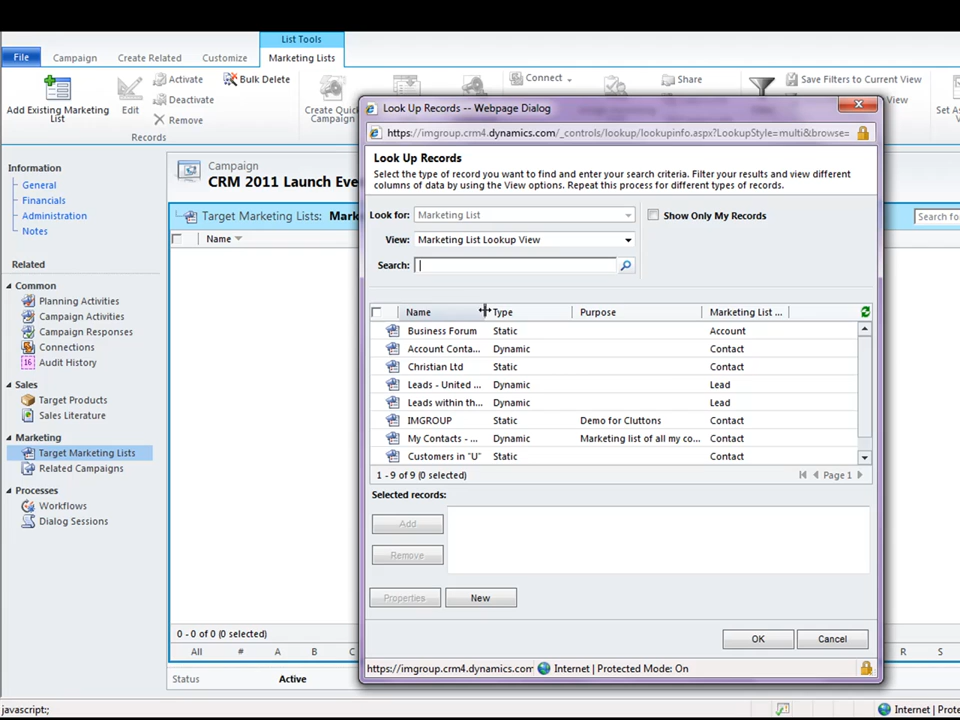 List Tools
File Campaign Create Related Customize Marketing Lists
Add Existing Marketing List
Edit
Activate
Deactivate
Remove
Bulk Delete
Records
Create Quick Campaign
Connect
Share
Save Filters to Current View
View
Set As
Look Up Records -- Webpage Dialog
https://imgroup.crm4.dynamics.com/_controls/lookup/lookupinfo.aspx?LookupStyle=multi&browse=
Look Up Records
Select the type of record you want to find and enter your search criteria. Filter your results and view different
columns of data by using the View options. Repeat this process for different types of records.
Look for: Marketing List
Show Only My Records
View: Marketing List Lookup View
Search:
Name Type Purpose Marketing List ...
Business Forum Static Account
Account Conta... Dynamic Contact
Christian Ltd Static Contact
Leads - United ... Dynamic Lead
Leads within th... Dynamic Lead
IMGROUP Static Demo for Cluttons Contact
My Contacts - ... Dynamic Marketing list of all my co... Contact
Customers in "U" Static Contact
1 - 9 of 9 (0 selected) Page 1
Selected records:
Add
Remove
Properties New
OK Cancel
https://imgroup.crm4.dynamics.com Internet | Protected Mode: On
Information
General
Financials
Administration
Notes
Related
Common
Planning Activities
Campaign Activities
Campaign Responses
Connections
16 Audit History
Sales
Target Products
Sales Literature
Marketing
Target Marketing Lists
Related Campaigns
Processes
Workflows
Dialog Sessions
Campaign
CRM 2011 Launch Eve
Target Marketing Lists: Mark
Search for
Name
0 - 0 of 0 (0 selected)
All # A B C R S
Status Active
javascript:;
Internet | Prote